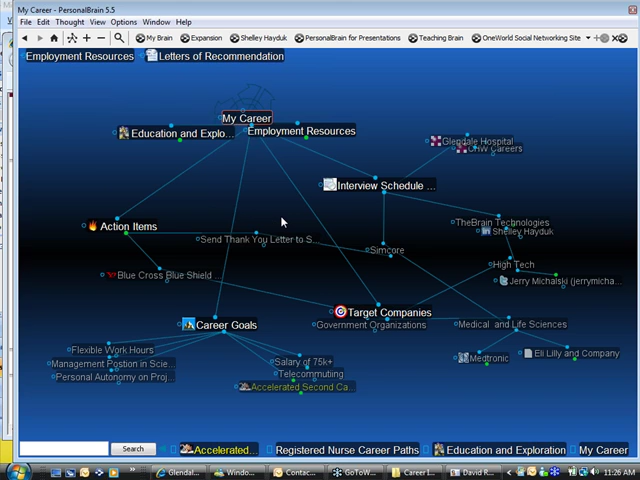 My Career - PersonalBrain 5.5
File Edit Thought View Options Window Help
My Brain Expansion Shelley Hayduk PersonalBrain for Presentations Teaching Brain OneWorld Social Networking Site
Employment Resources Letters of Recommendation
My Career
Education and Explo... Employment Resources
Glendale Hospital
CHW Careers
Interview Schedule ...
Action Items
TheBrain Technologies
Shelley Hayduk
Send Thank You Letter to S...
Simcore
High Tech
Blue Cross Blue Shield ...
Jerry Michalski (jerrymicha...
Target Companies
Career Goals
Government Organizations
Medical and Life Sciences
Flexible Work Hours
Management Postion in Scie...
Personal Autonomy on Proj...
Salary of 75k+
Telecommuting
Accelerated Second Ca...
Medtronic
Eli Lilly and Company
Search
Accelerated... Registered Nurse Career Paths Education and Exploration My Career
Start
Glendal... Windo... Contac... GoToW... Career I... David R...
11:26 AM